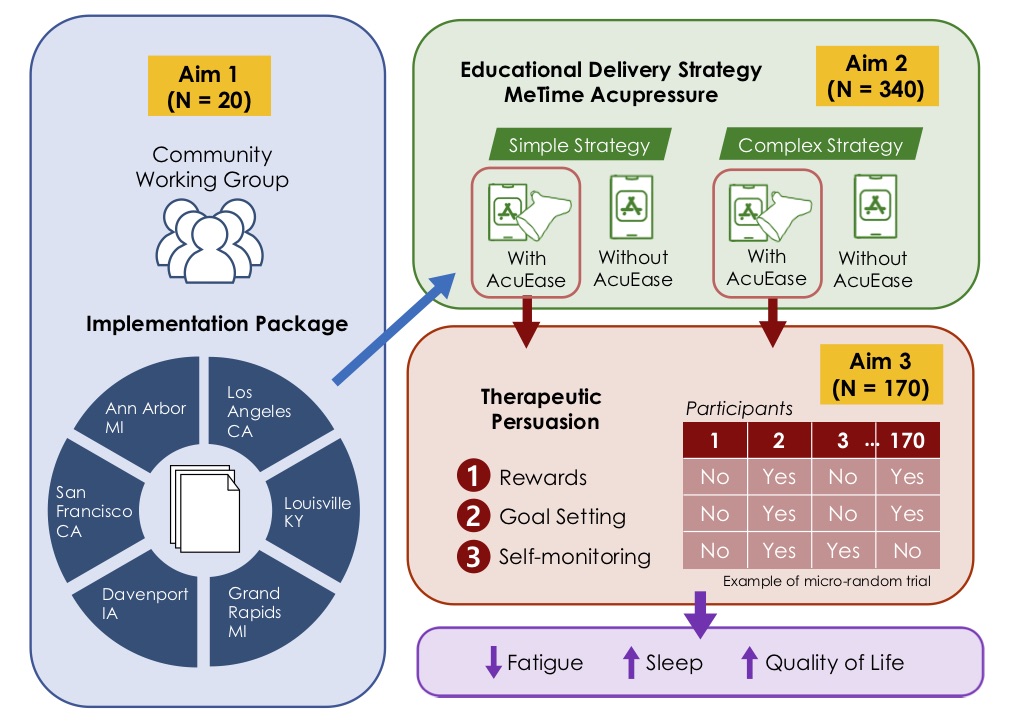 Aim 1
(N = 20)
Community
Working Group
Implementation Package
Ann Arbor
MI
Los
Angeles
CA
San
Francisco
CA
Louisville
KY
Davenport
IA
Grand
Rapids
MI
Educational Delivery Strategy
MeTime Acupressure
Aim 2
(N = 340)
Simple Strategy
Complex Strategy
With
AcuEase
Without
AcuEase
With
AcuEase
Without
AcuEase
Aim 3
(N = 170)
Therapeutic
Persuasion
1 Rewards
2 Goal Setting
3 Self-monitoring
Participants
1 2 3 ... 170
No Yes No Yes
No Yes No Yes
No Yes Yes No
Example of micro-random trial
Fatigue Sleep Quality of Life